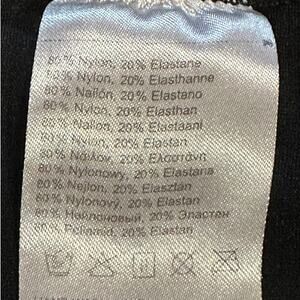 80% Nylon, 20% Elastane
80% Nylon, 20% Elasthanne
80% Nailon, 20% Elastano
80% Nylon, 20% Elasthan
80% Nailon, 20% Elastaani
80% Nylon, 20% Elastan
80% Νάιλον, 20% Ελαστάνη
80% Nylonowy, 20% Elastana
80% Nejlon, 20% Elasztán
80% Nylonový, 20% Elastan
80% Нейлоновый, 20% Эластан
80% Poliamid, 20% Elastan